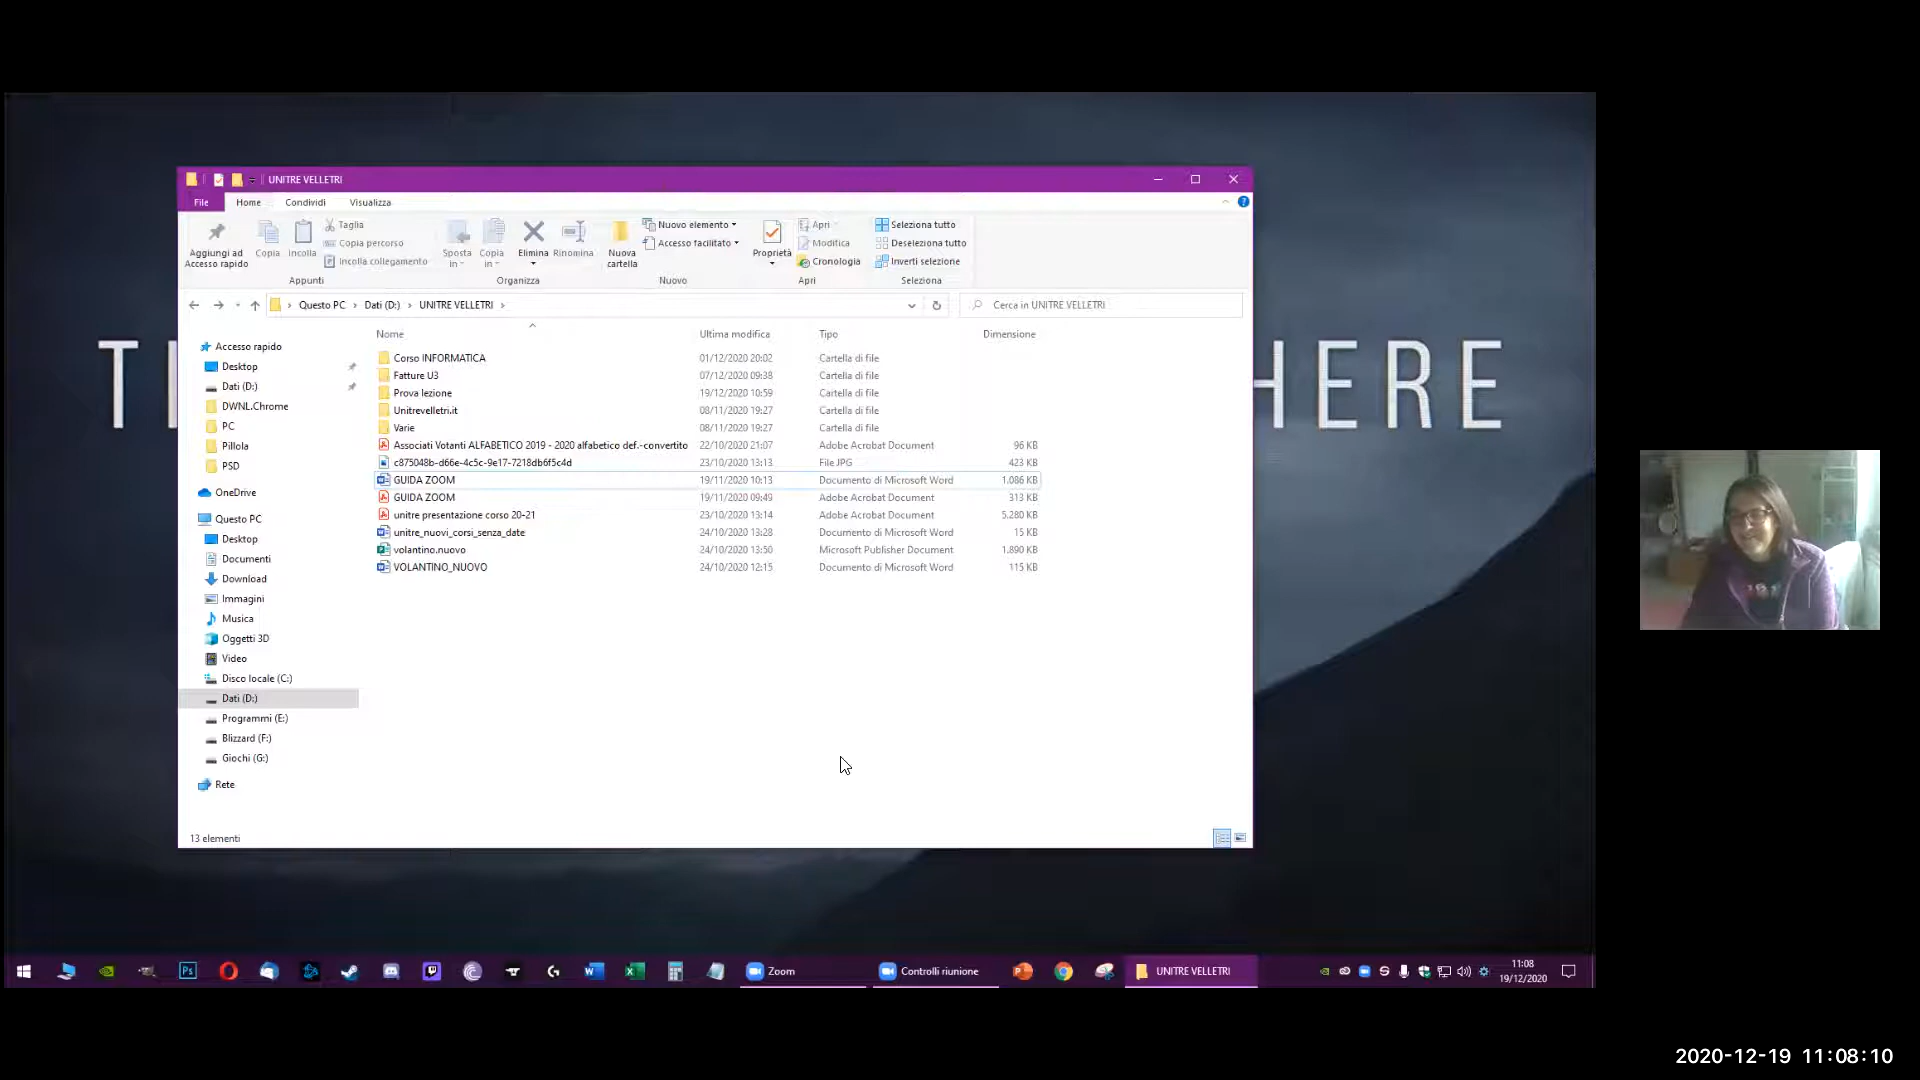 UNITRE VELLETRI
File Home Condividi Visualizza
Aggiungi ad Accesso rapido
Copia
Incolla
Taglia
Copia percorso
Incolla collegamento
Appunti
Sposta in
Copia in
Elimina
Rinomina
Organizza
Nuova cartella
Nuovo elemento
Accesso facilitato
Nuovo
Proprietà
Apri
Modifica
Cronologia
Apri
Seleziona tutto
Deseleziona tutto
Inverti selezione
Seleziona
Questo PC > Dati (D:) > UNITRE VELLETRI >
Cerca in UNITRE VELLETRI
Accesso rapido
Desktop
Dati (D:)
DWNL.Chrome
PC
Pillola
PSD
OneDrive
Questo PC
Desktop
Documenti
Download
Immagini
Musica
Oggetti 3D
Video
Disco locale (C:)
Dati (D:)
Programmi (E:)
Blizzard (F:)
Giochi (G:)
Rete
Nome Ultima modifica Tipo Dimensione
Corso INFORMATICA 01/12/2020 20:02 Cartella di file
Fatture U3 07/12/2020 09:38 Cartella di file
Prova lezione 19/12/2020 10:59 Cartella di file
Unitrevelletri.it 08/11/2020 19:27 Cartella di file
Varie 08/11/2020 19:27 Cartella di file
Associati Votanti ALFABETICO 2019 - 2020 alfabetico def.-convertito 22/10/2020 21:07 Adobe Acrobat Document 96 KB
c875048b-d66e-4c5c-9e17-7218db6f5c4d 23/10/2020 13:13 File JPG 423 KB
GUIDA ZOOM 19/11/2020 10:13 Documento di Microsoft Word 1.086 KB
GUIDA ZOOM 19/11/2020 09:49 Adobe Acrobat Document 313 KB
unitre presentazione corso 20-21 23/10/2020 13:14 Adobe Acrobat Document 5.280 KB
unitre_nuovi_corsi_senza_date 24/10/2020 13:28 Documento di Microsoft Word 15 KB
volantino.nuovo 24/10/2020 13:50 Microsoft Publisher Document 1.890 KB
VOLANTINO_NUOVO 24/10/2020 12:15 Documento di Microsoft Word 115 KB
13 elementi
HERE
Zoom
Controlli riunione
UNITRE VELLETRI
11:08
19/12/2020
2020-12-19 11:08:10